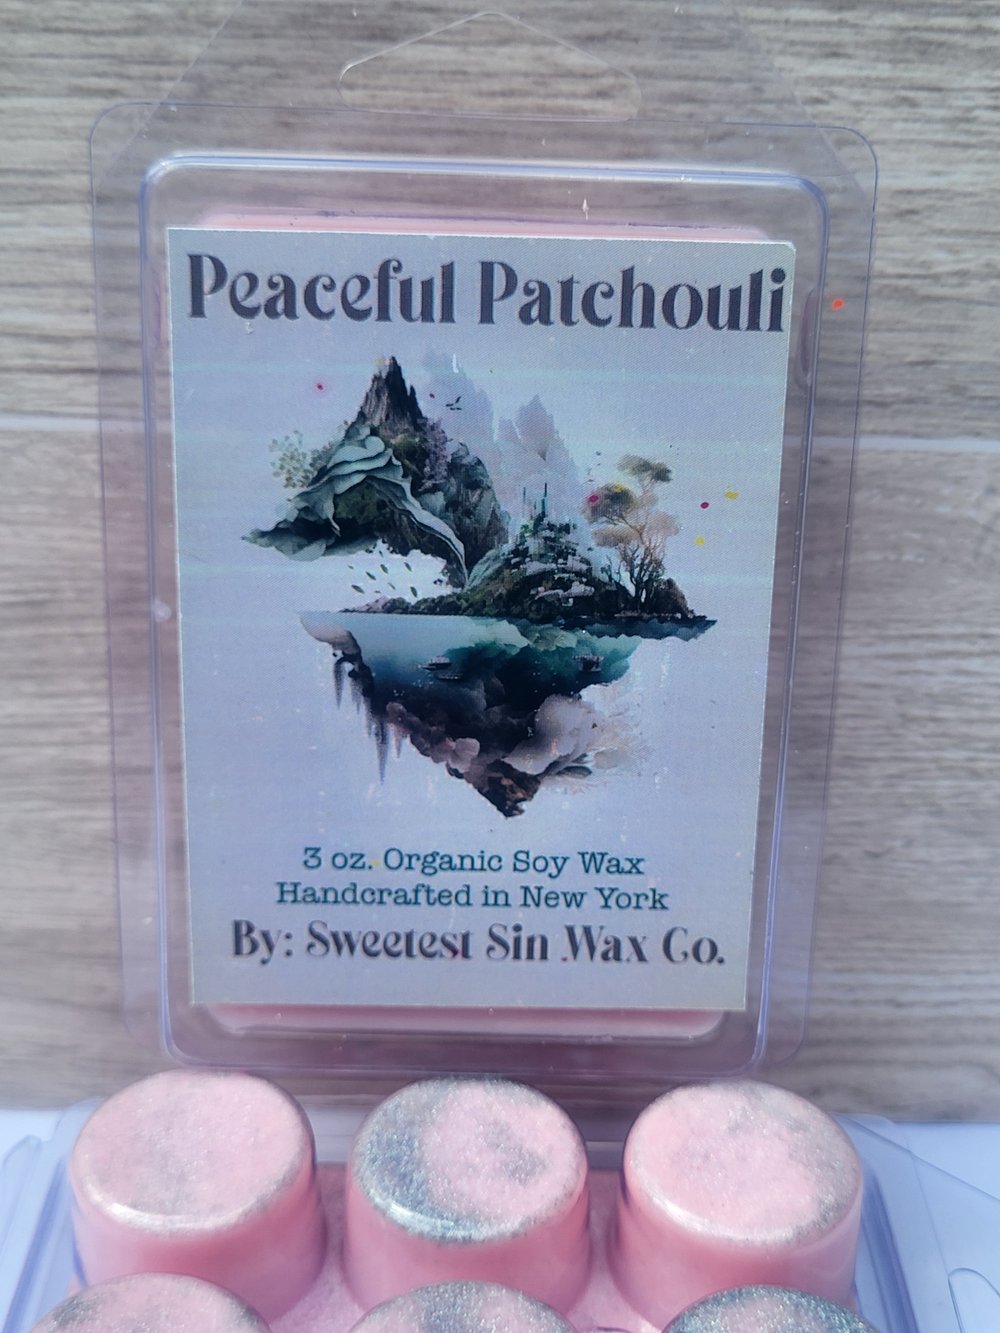 Peaceful Patchouli
3 oz. Organic Soy Wax
Handcrafted in New York
By: Sweetest Sin Wax Co.